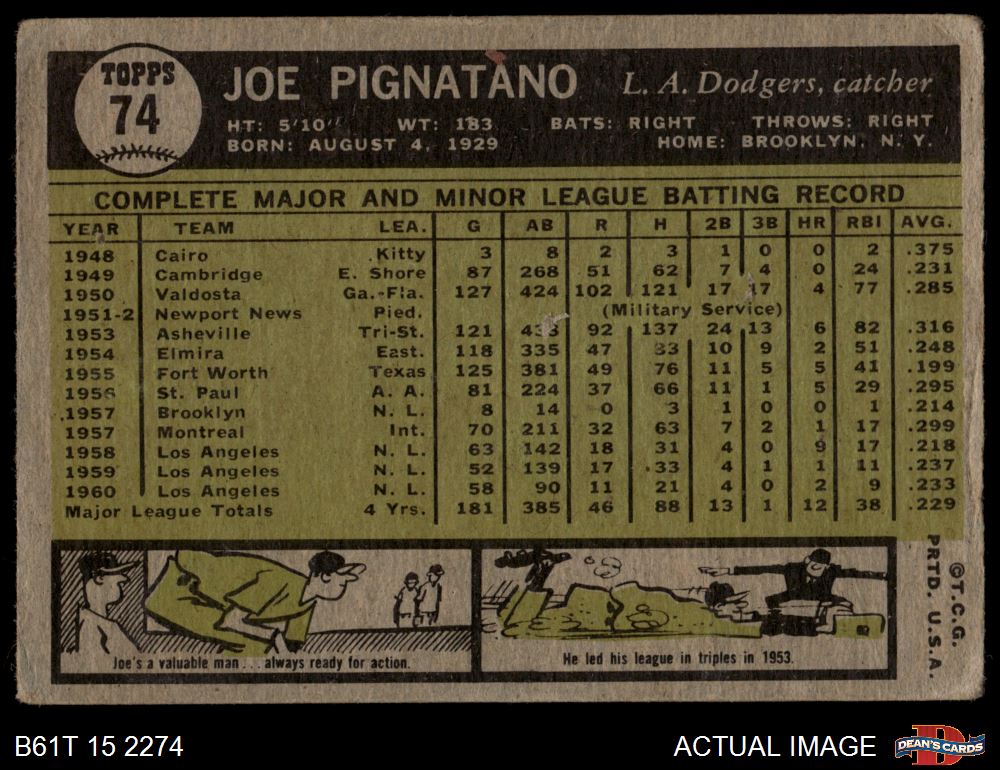 TOPPS
74
JOE PIGNATANO L. A. Dodgers, catcher
HT: 5'10" WT: 183 BATS: RIGHT THROWS: RIGHT
BORN: AUGUST 4, 1929 HOME: BROOKLYN, N. Y.
COMPLETE MAJOR AND MINOR LEAGUE BATTING RECORD
YEAR TEAM LEA. G AB R H 2B 3B HR RBI AVG.
1948 Cairo Kitty 3 8 2 3 1 0 0 2 .375
1949 Cambridge E. Shore 87 268 51 62 7 4 0 24 .231
1950 Valdosta Ga.-Fla. 127 424 102 121 17 17 4 77 .285
1951-2 Newport News Pied. (Military Service)
1953 Asheville Tri-St. 121 433 92 137 24 13 6 82 .316
1954 Elmira East. 118 335 47 83 10 9 2 51 .248
1955 Fort Worth Texas 125 381 49 76 11 5 5 41 .199
1956 St. Paul A. A. 81 224 37 66 11 1 5 29 .295
1957 Brooklyn N. L. 8 14 0 3 1 0 0 1 .214
1957 Montreal Int. 70 211 32 63 7 2 1 17 .299
1958 Los Angeles N. L. 63 142 18 31 4 0 9 17 .218
1959 Los Angeles N. L. 52 139 17 33 4 1 1 11 .237
1960 Los Angeles N. L. 58 90 11 21 4 0 2 9 .233
Major League Totals 4 Yrs. 181 385 46 88 13 1 12 38 .229
Joe's a valuable man . . . always ready for action.
He led his league in triples in 1953.
©T.C.G.
PRTD. U.S.A.
B61T 15 2274
ACTUAL IMAGE
D
DEAN'S CARDS